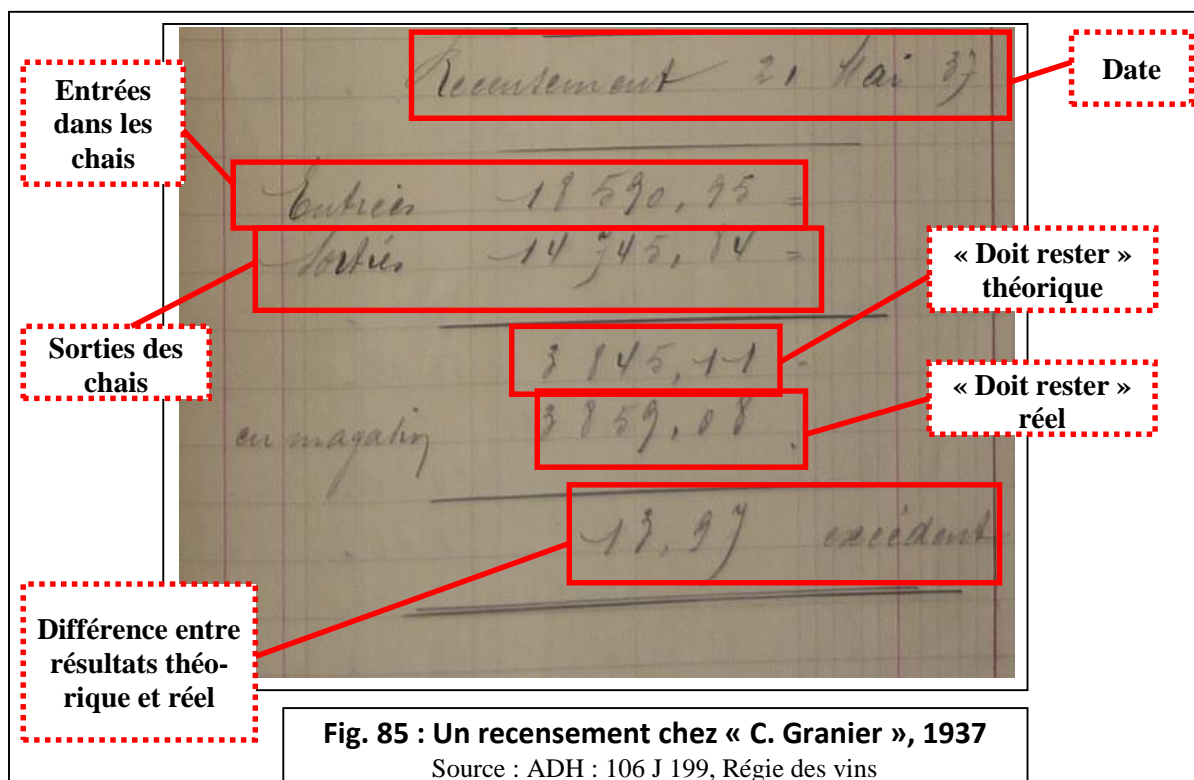 Recensement 21 Mai 37
Date
Entrées
dans les
chais
Entrées 18 590, 95 =
Sorties 14 745, 84 =
« Doit rester »
théorique
Sorties des
chais
3 845, 11 -
« Doit rester »
réel
en magasin 3 859, 08 .
13, 97 excédent
Différence entre
résultats théo-
rique et réel
Fig. 85 : Un recensement chez « C. Granier », 1937
Source : ADH : 106 J 199, Régie des vins